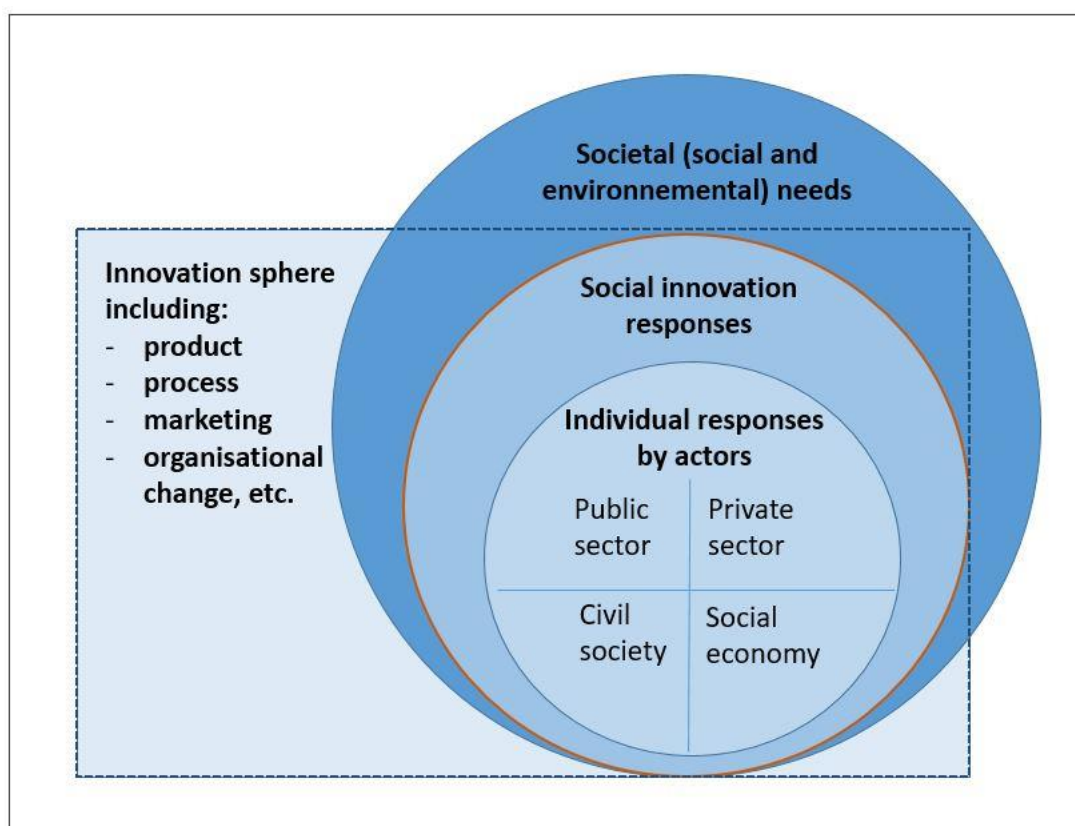 Societal (social and
environnemental) needs
Innovation sphere
including:
- product
- process
- marketing
- organisational
change, etc.
Social innovation
responses
Individual responses
by actors
Public
sector
Private
sector
Civil
society
Social
economy